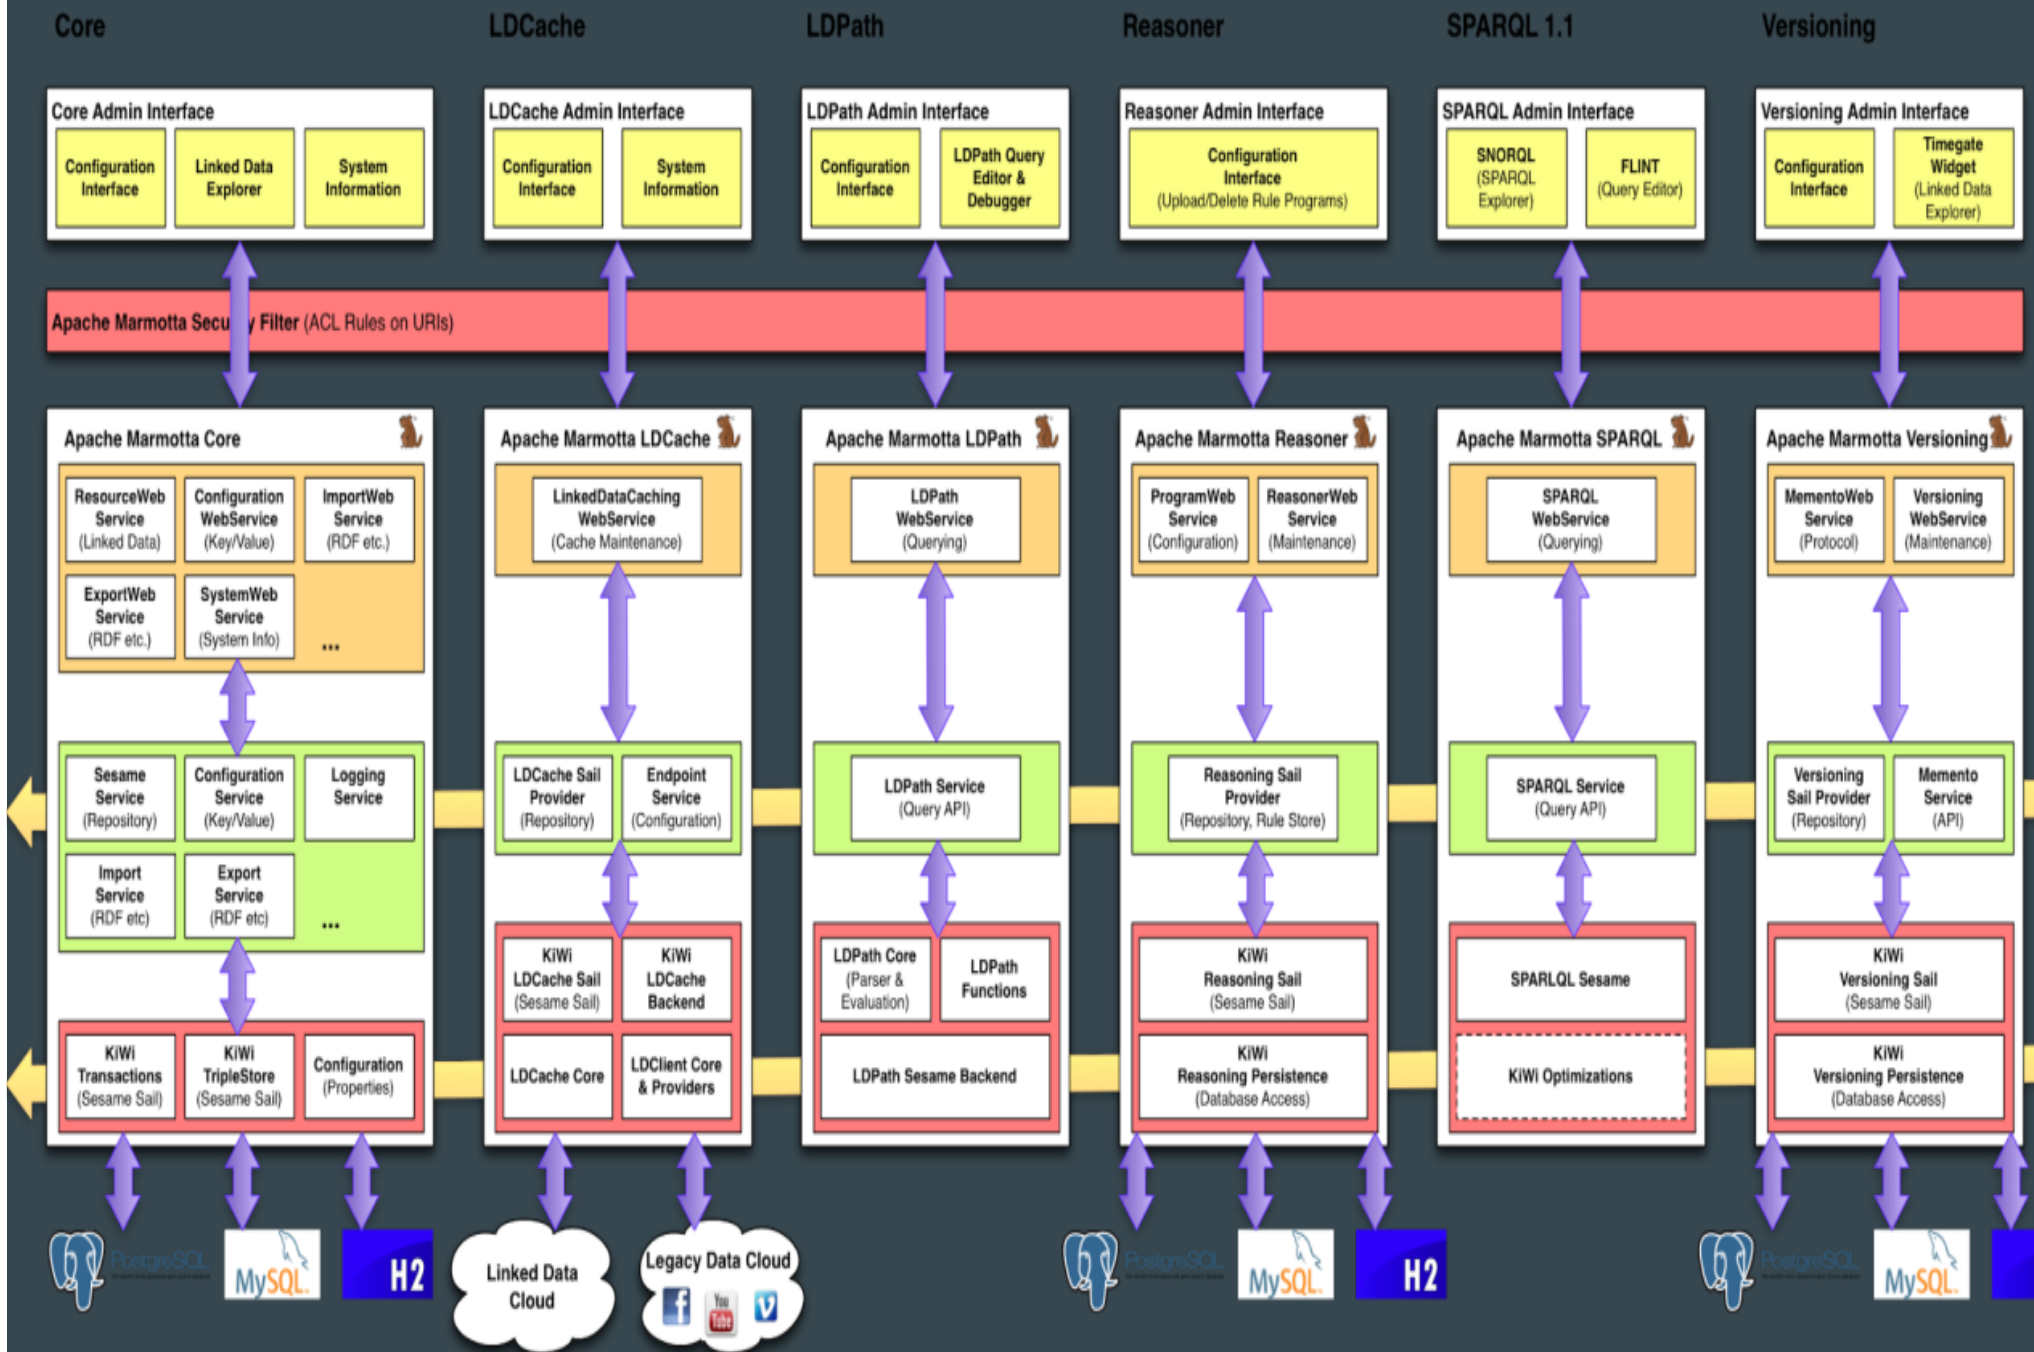 Core
LDCache
LDPath
Reasoner
SPARQL 1.1
Versioning
Core Admin Interface
Configuration
Interface
Linked Data
Explorer
System
Information
LDCache Admin Interface
Configuration
Interface
System
Information
LDPath Admin Interface
Configuration
Interface
LDPath Query
Editor &
Debugger
Reasoner Admin Interface
Configuration
Interface
(Upload/Delete Rule Programs)
SPARQL Admin Interface
SNORQL
(SPARQL
Explorer)
FLINT
(Query Editor)
Versioning Admin Interface
Configuration
Interface
Timegate
Widget
(Linked Data
Explorer)
Apache Marmotta Security Filter (ACL Rules on URIs)
Apache Marmotta Core
ResourceWeb
Service
(Linked Data)
Configuration
WebService
(Key/Value)
ImportWeb
Service
(RDF etc.)
ExportWeb
Service
(RDF etc.)
SystemWeb
Service
(System Info)
...
Sesame
Service
(Repository)
Configuration
Service
(Key/Value)
Logging
Service
Import
Service
(RDF etc)
Export
Service
(RDF etc)
...
KiWi
Transactions
(Sesame Sail)
KiWi
TripleStore
(Sesame Sail)
Configuration
(Properties)
Apache Marmotta LDCache
LinkedDataCaching
WebService
(Cache Maintenance)
LDCache Sail
Provider
(Repository)
Endpoint
Service
(Configuration)
KiWi
LDCache Sail
(Sesame Sail)
KiWi
LDCache
Backend
LDCache Core
LDClient Core
& Providers
Apache Marmotta LDPath
LDPath
WebService
(Querying)
LDPath Service
(Query API)
LDPath Core
(Parser &
Evaluation)
LDPath
Functions
LDPath Sesame Backend
Apache Marmotta Reasoner
ProgramWeb
Service
(Configuration)
ReasonerWeb
Service
(Maintenance)
Reasoning Sail
Provider
(Repository, Rule Store)
KiWi
Reasoning Sail
(Sesame Sail)
KiWi
Reasoning Persistence
(Database Access)
Apache Marmotta SPARQL
SPARQL
WebService
(Querying)
SPARQL Service
(Query API)
SPARLQL Sesame
KiWi Optimizations
Apache Marmotta Versioning
MementoWeb
Service
(Protocol)
Versioning
WebService
(Maintenance)
Versioning
Sail Provider
(Repository)
Memento
Service
(API)
KiWi
Versioning Sail
(Sesame Sail)
KiWi
Versioning Persistence
(Database Access)
PostgreSQL
MySQL
H2
Linked Data
Cloud
Legacy Data Cloud
f
You
Tube
v
PostgreSQL
MySQL
H2
PostgreSQL
MySQL